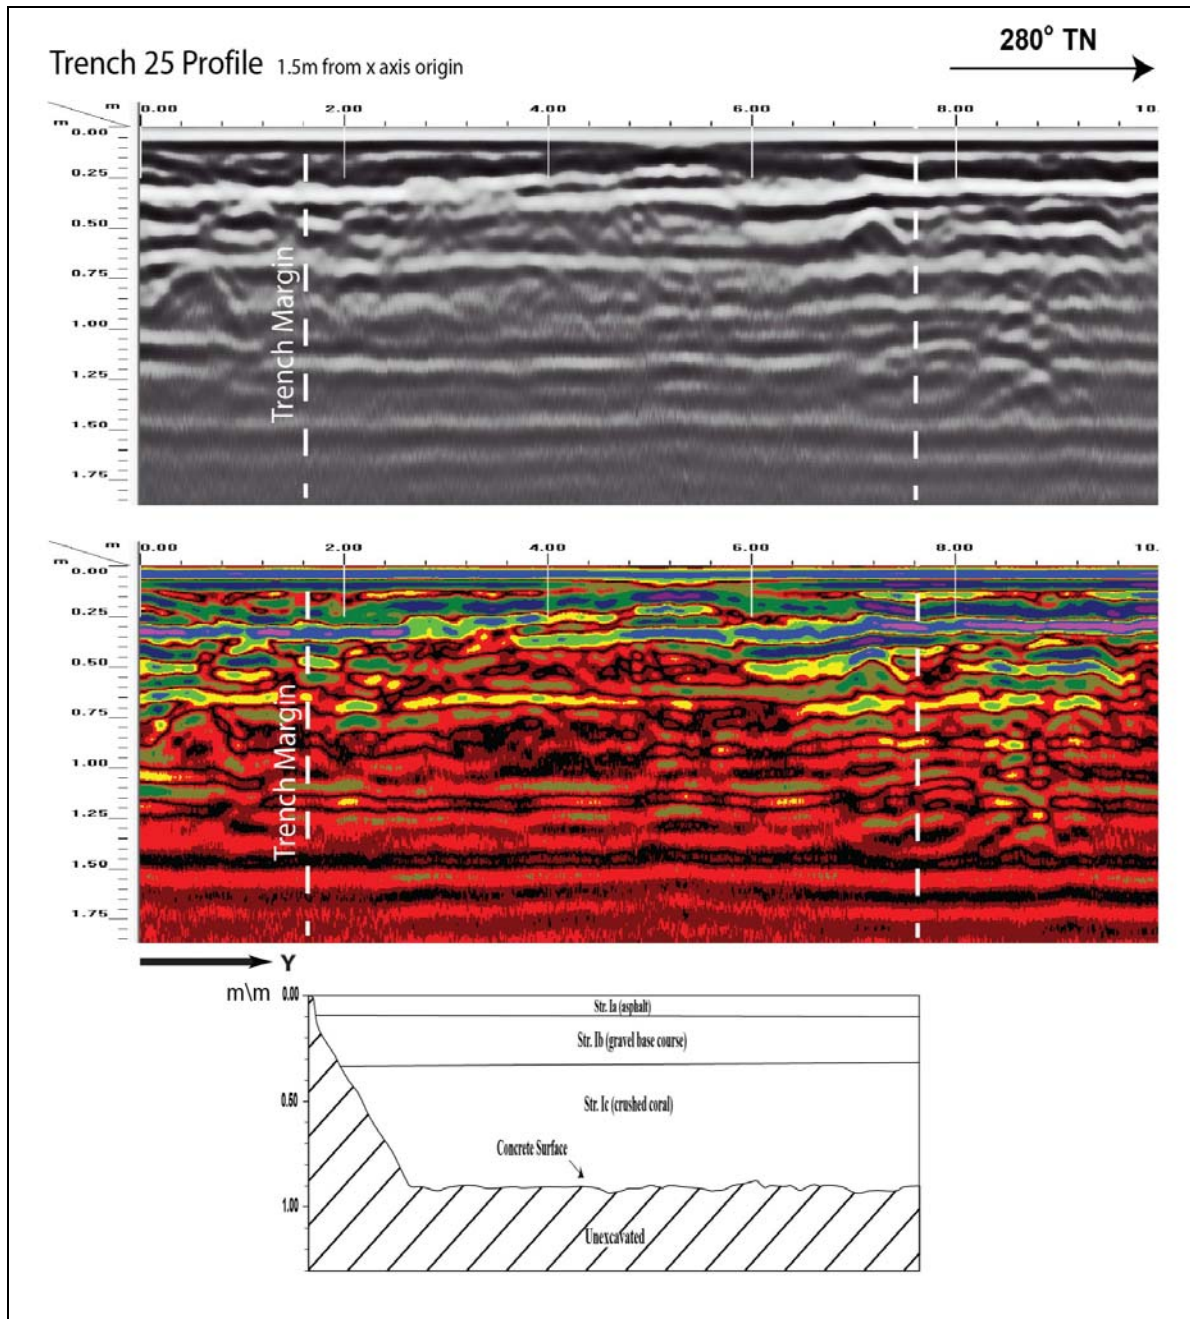 280° TN
Trench 25 Profile 1.5m from x axis origin
m 0.00 2.00 4.00 6.00 8.00 10.
m
0.00
0.25
0.50
0.75
1.00
1.25
1.50
1.75
Trench Margin
m 0.00 2.00 4.00 6.00 8.00 10.
m
0.00
0.25
0.50
0.75
1.00
1.25
1.50
1.75
Trench Margin
Y
m\m 0.00
Str. Ia (asphalt)
Str. Ib (gravel base course)
0.50
Str. Ic (crushed coral)
Concrete Surface
1.00
Unexcavated